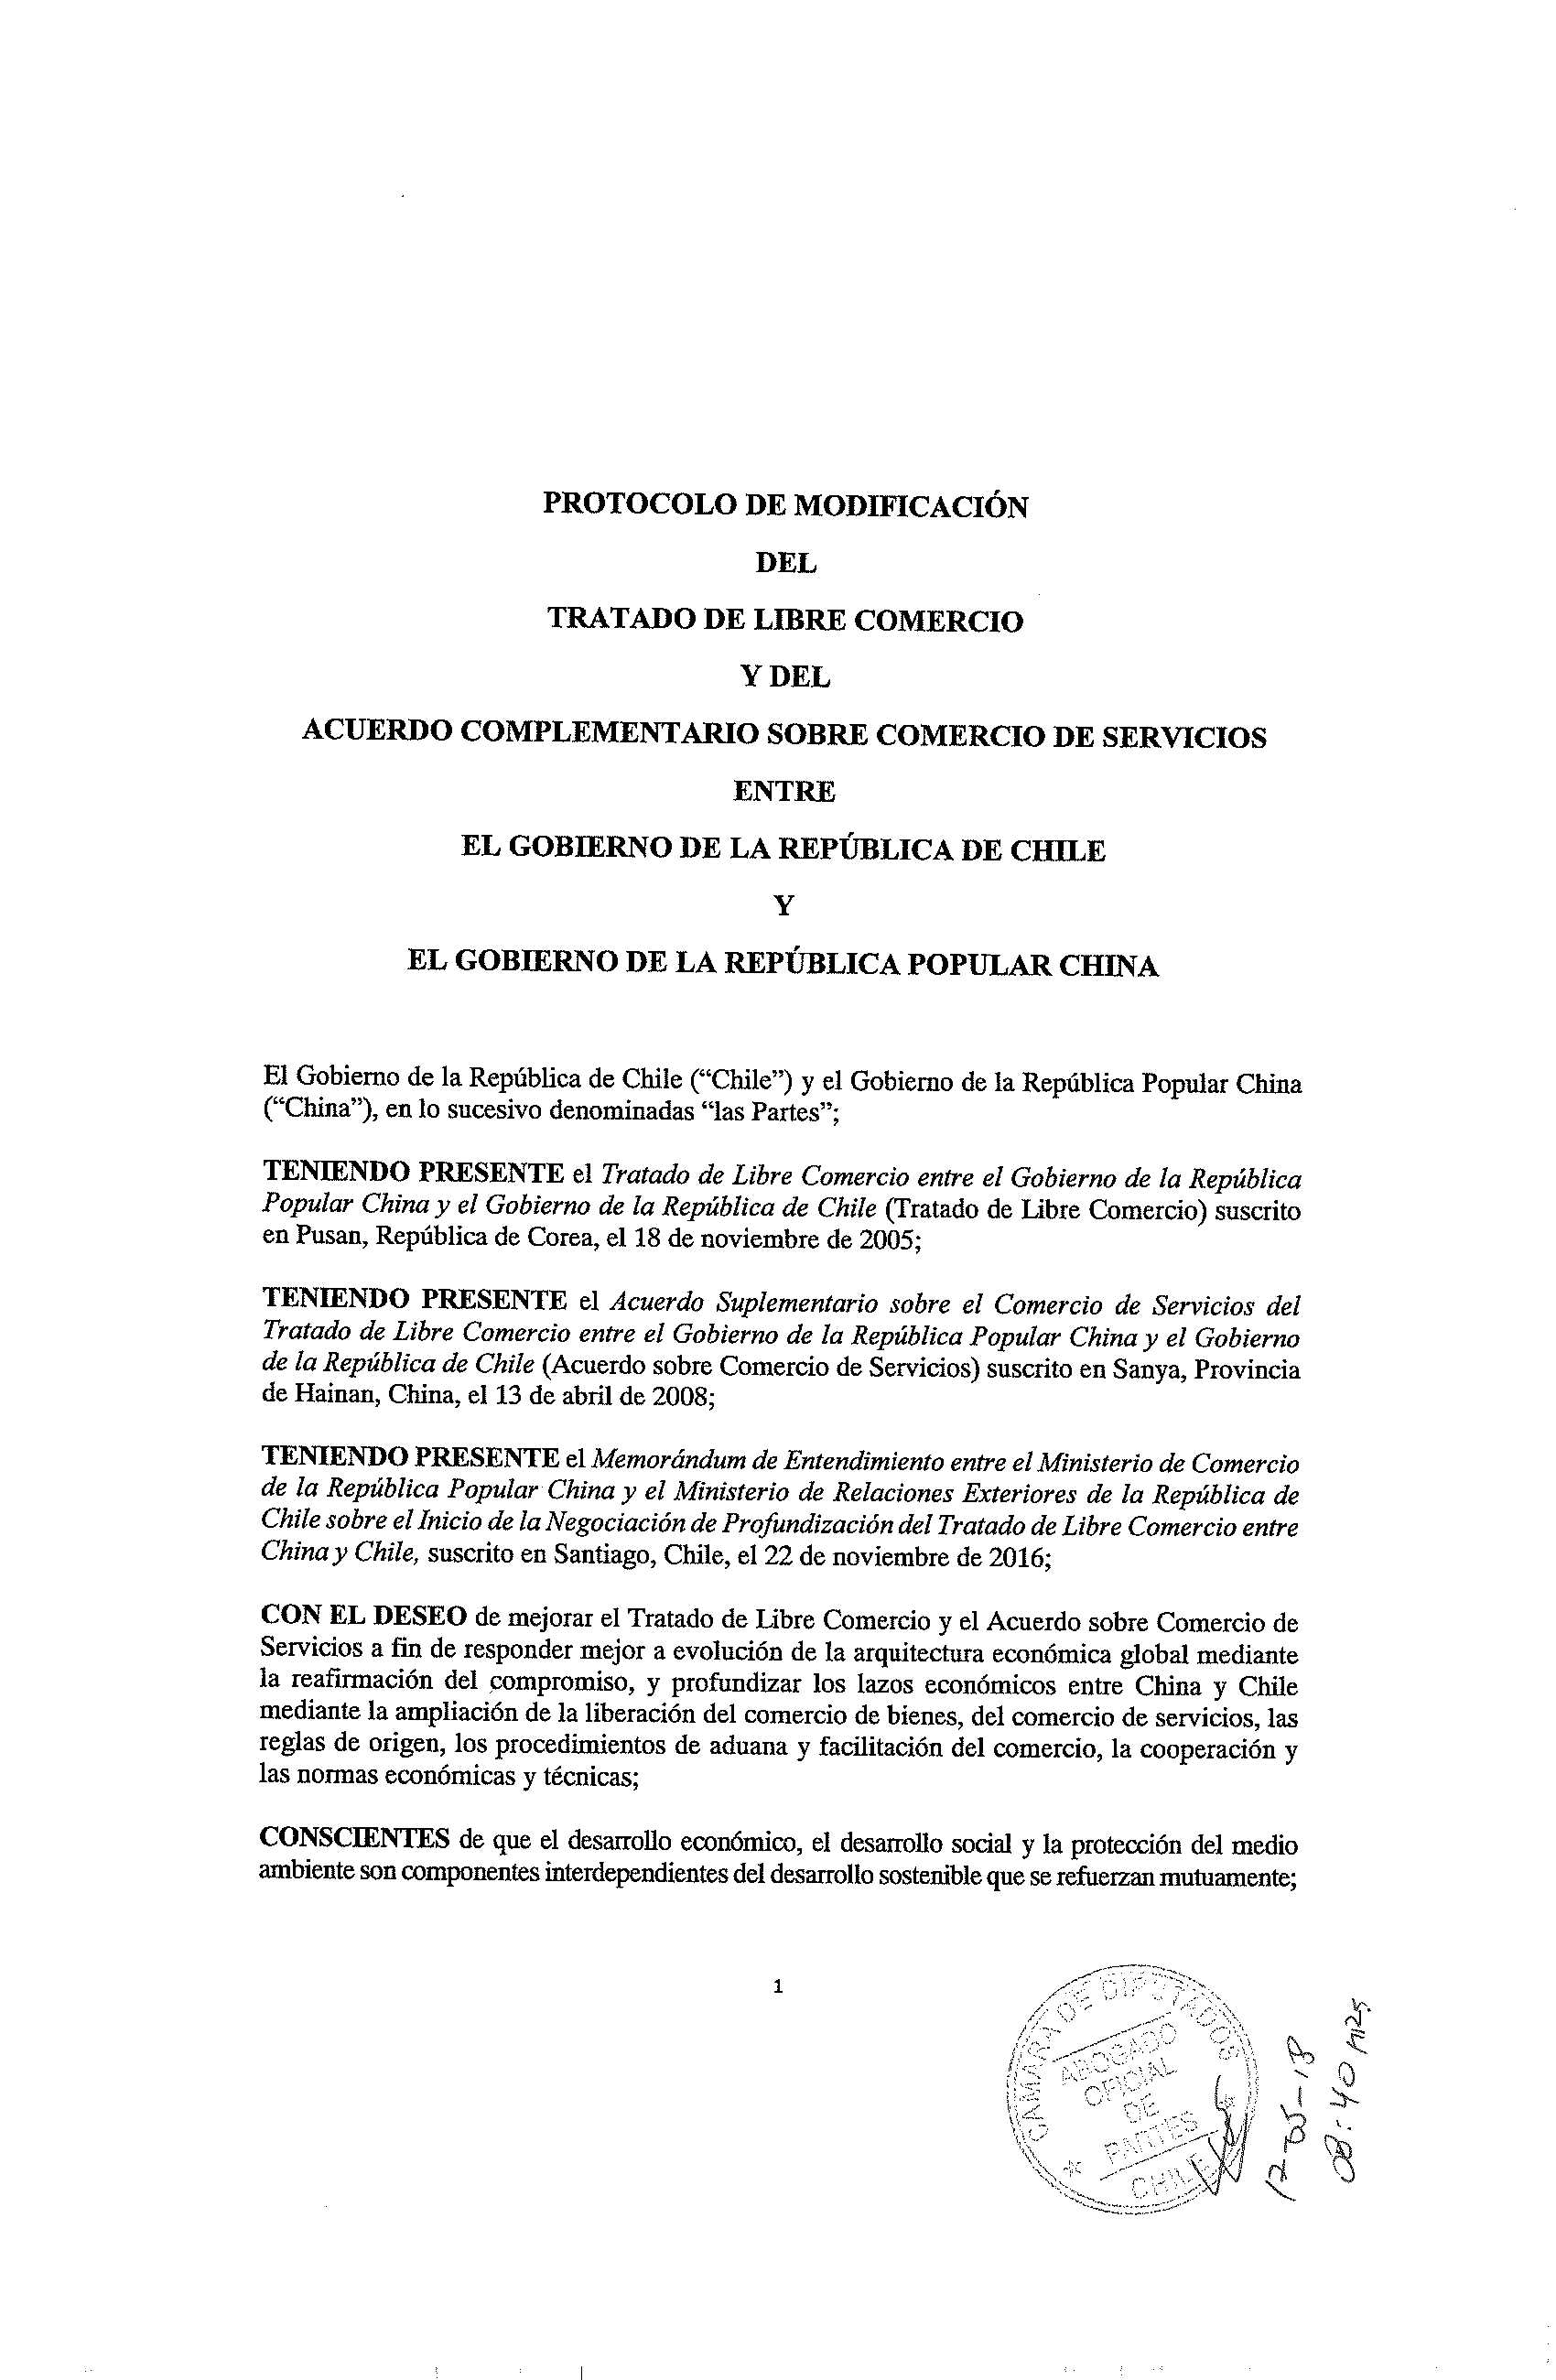 PROTOCOLO DE MODIFICACIÓN
DEL
TRATADO DE LIBRE COMERCIO
Y DEL
ACUERDO COMPLEMENTARIO SOBRE COMERCIO DE SERVICIOS
ENTRE
EL GOBIERNO DE LA REPÚBLICA DE CHILE
Y
EL GOBIERNO DE LA REPÚBLICA POPULAR CHINA
El Gobierno de la República de Chile (“Chile”) y el Gobierno de la República Popular China
(“China”), en lo sucesivo denominadas “las Partes”;
TENIENDO PRESENTE el Tratado de Libre Comercio entre el Gobierno de la República
Popular China y el Gobierno de la República de Chile (Tratado de Libre Comercio) suscrito
en Pusan, República de Corea, el 18 de noviembre de 2005;
TENIENDO PRESENTE el Acuerdo Suplementario sobre el Comercio de Servicios del
Tratado de Libre Comercio entre el Gobierno de la República Popular China y el Gobierno
de la República de Chile (Acuerdo sobre Comercio de Servicios) suscrito en Sanya, Provincia
de Hainan, China, el 13 de abril de 2008;
TENIENDO PRESENTE el Memorándum de Entendimiento entre el Ministerio de Comercio
de la República Popular China y el Ministerio de Relaciones Exteriores de la República de
Chile sobre el Inicio de la Negociación de Profundización del Tratado de Libre Comercio entre
China y Chile, suscrito en Santiago, Chile, el 22 de noviembre de 2016;
CON EL DESEO de mejorar el Tratado de Libre Comercio y el Acuerdo sobre Comercio de
Servicios a fin de responder mejor a evolución de la arquitectura económica global mediante
la reafirmación del compromiso, y profundizar los lazos económicos entre China y Chile
mediante la ampliación de la liberación del comercio de bienes, del comercio de servicios, las
reglas de origen, los procedimientos de aduana y facilitación del comercio, la cooperación y
las normas económicas y técnicas;
CONSCIENTES de que el desarrollo económico, el desarrollo social y la protección del medio
ambiente son componentes interdependientes del desarrollo sostenible que se refuerzan mutuamente;
1
CAMARA DE DIPUTADOS
ABOGADO
OFICIAL
DE
PARTES
* CHILE *
08:40